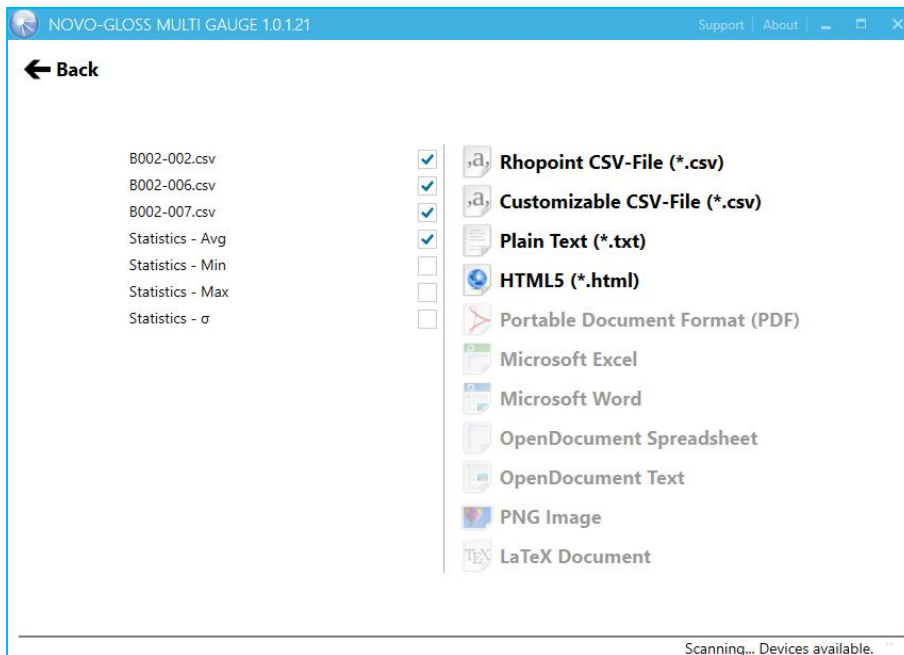 NOVO-GLOSS MULTI GAUGE 1.0.1.21
Support | About
Back
B002-002.csv
B002-006.csv
B002-007.csv
Statistics - Avg
Statistics - Min
Statistics - Max
Statistics - σ
,a, Rhopoint CSV-File (*.csv)
,a, Customizable CSV-File (*.csv)
Plain Text (*.txt)
HTML5 (*.html)
Portable Document Format (PDF)
Microsoft Excel
Microsoft Word
OpenDocument Spreadsheet
OpenDocument Text
PNG Image
TEX LaTeX Document
Scanning... Devices available.